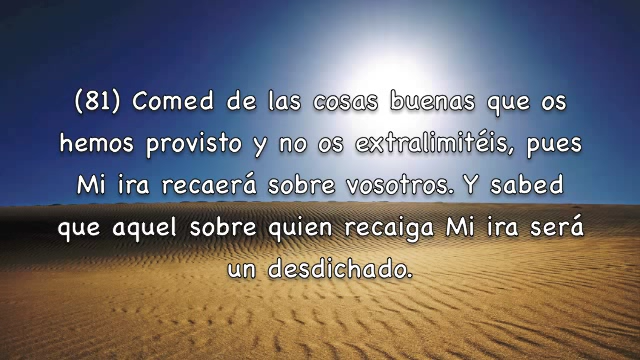 (81) Comed de las cosas buenas que os
hemos provisto y no os extralimitéis, pues
Mi ira recaerá sobre vosotros. Y sabed
que aquel sobre quien recaiga Mi ira será
un desdichado.